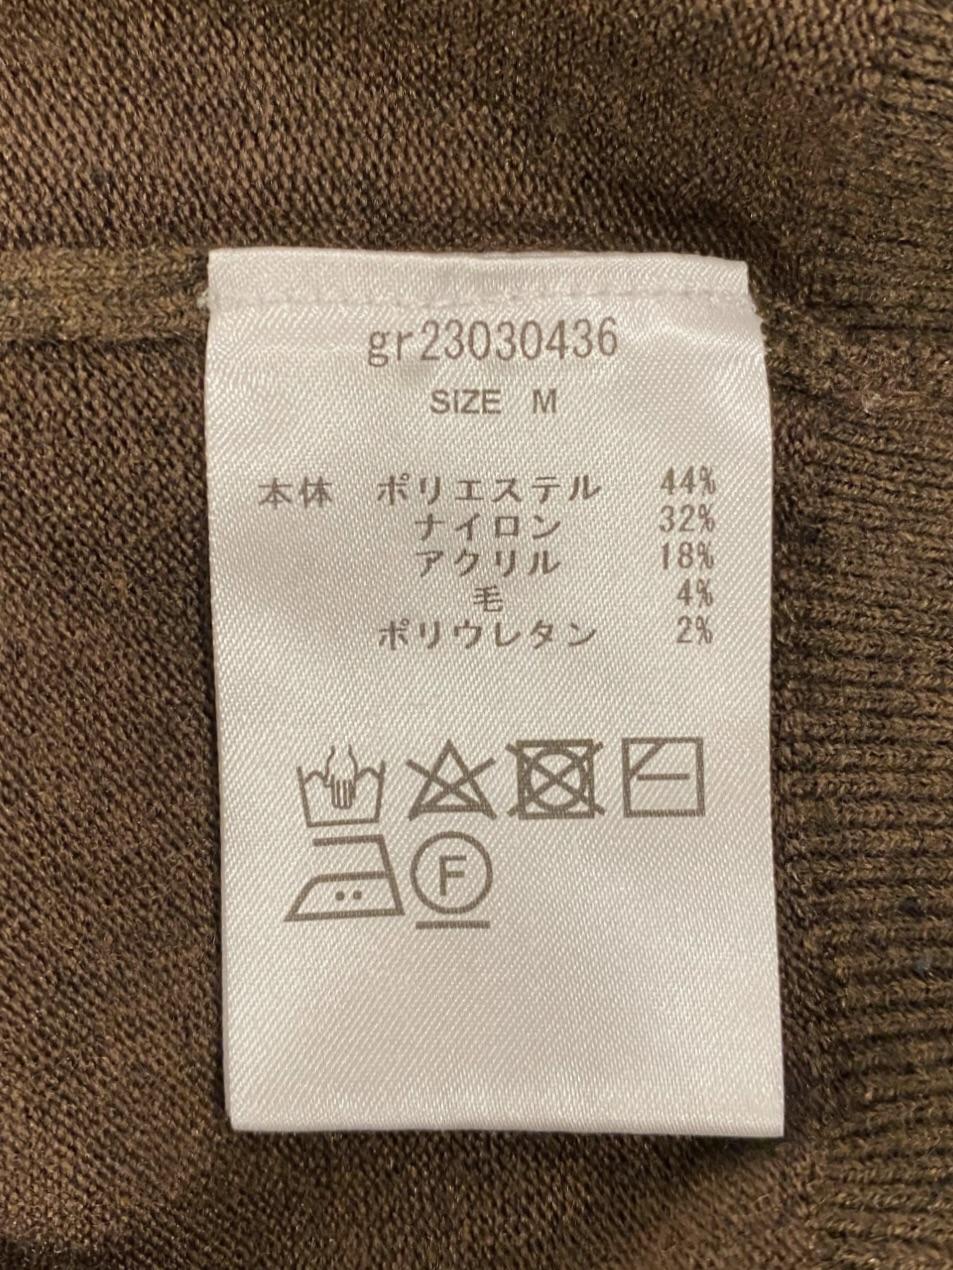 gr23030436
SIZE M
本体 ポリエステル 44%
ナイロン 32%
アクリル 18%
毛 4%
ポリウレタン 2%
F